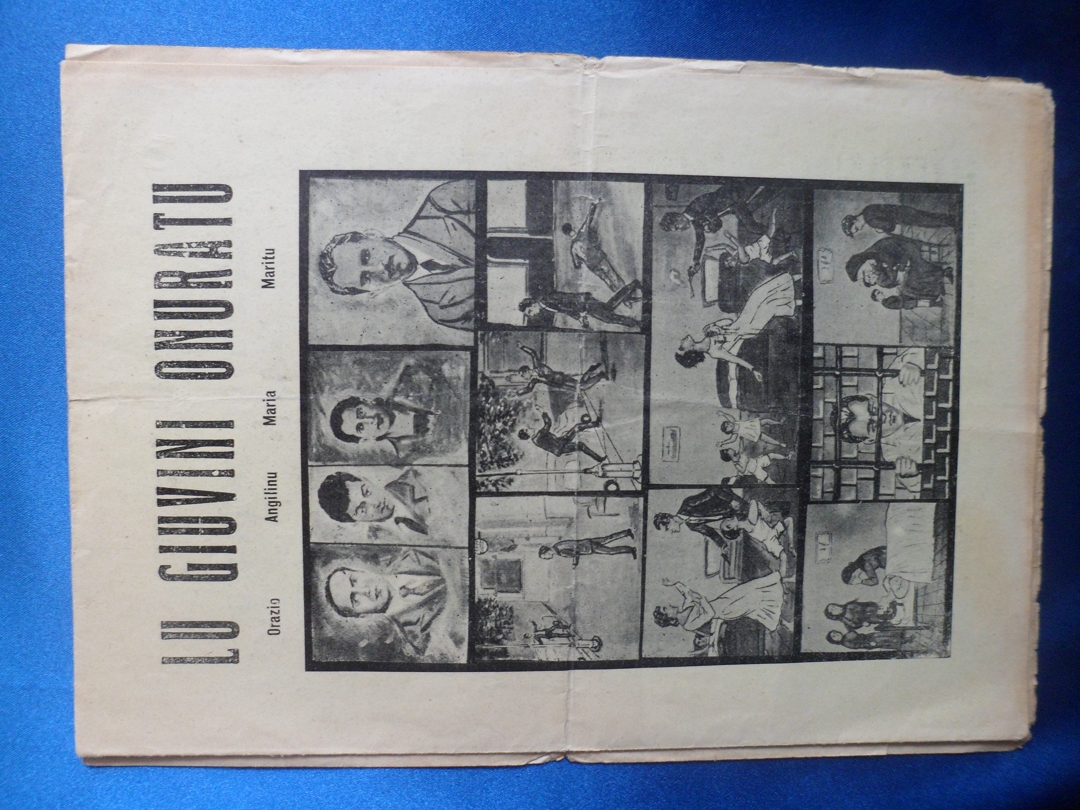 LU GIUVINI ONURATU
Orazio Angilinu Maria Maritu